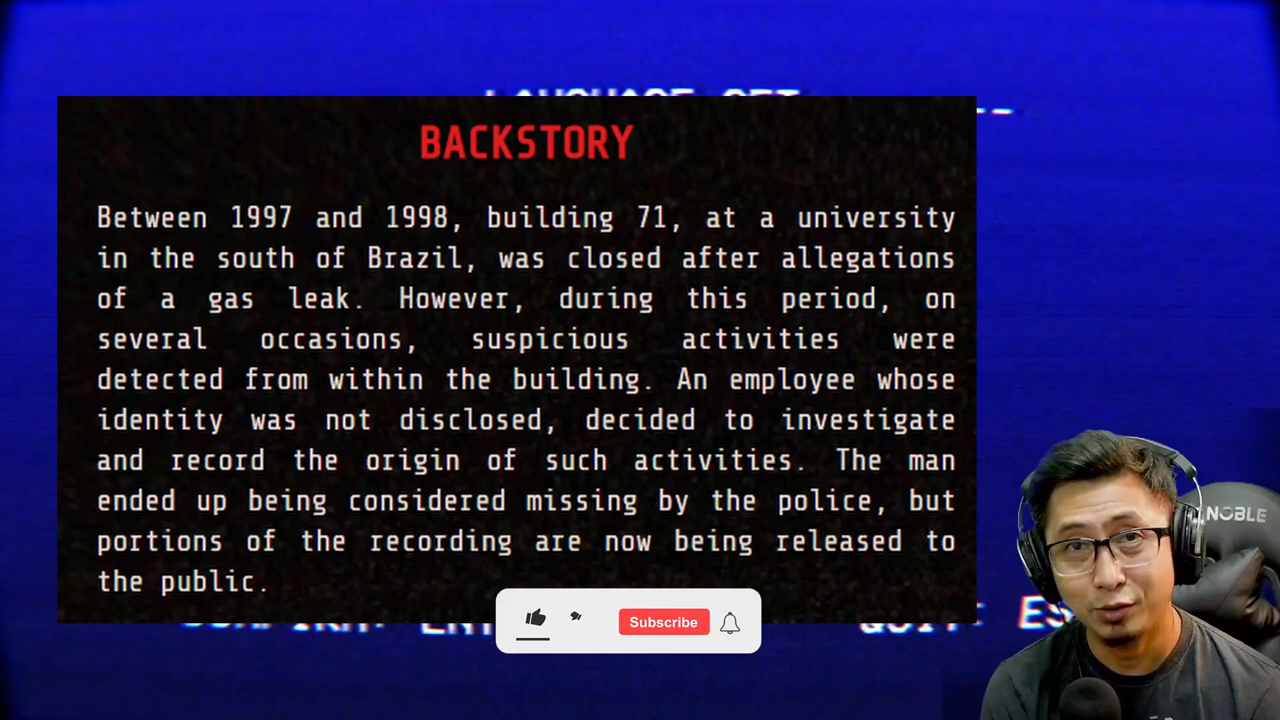 BACKSTORY
Between 1997 and 1998, building 71, at a university
in the south of Brazil, was closed after allegations
of a gas leak. However, during this period, on
several occasions, suspicious activities were
detected from within the building. An employee whose
identity was not disclosed, decided to investigate
and record the origin of such activities. The man
ended up being considered missing by the police, but
portions of the recording are now being released to
the public.
NOBLE
Subscribe